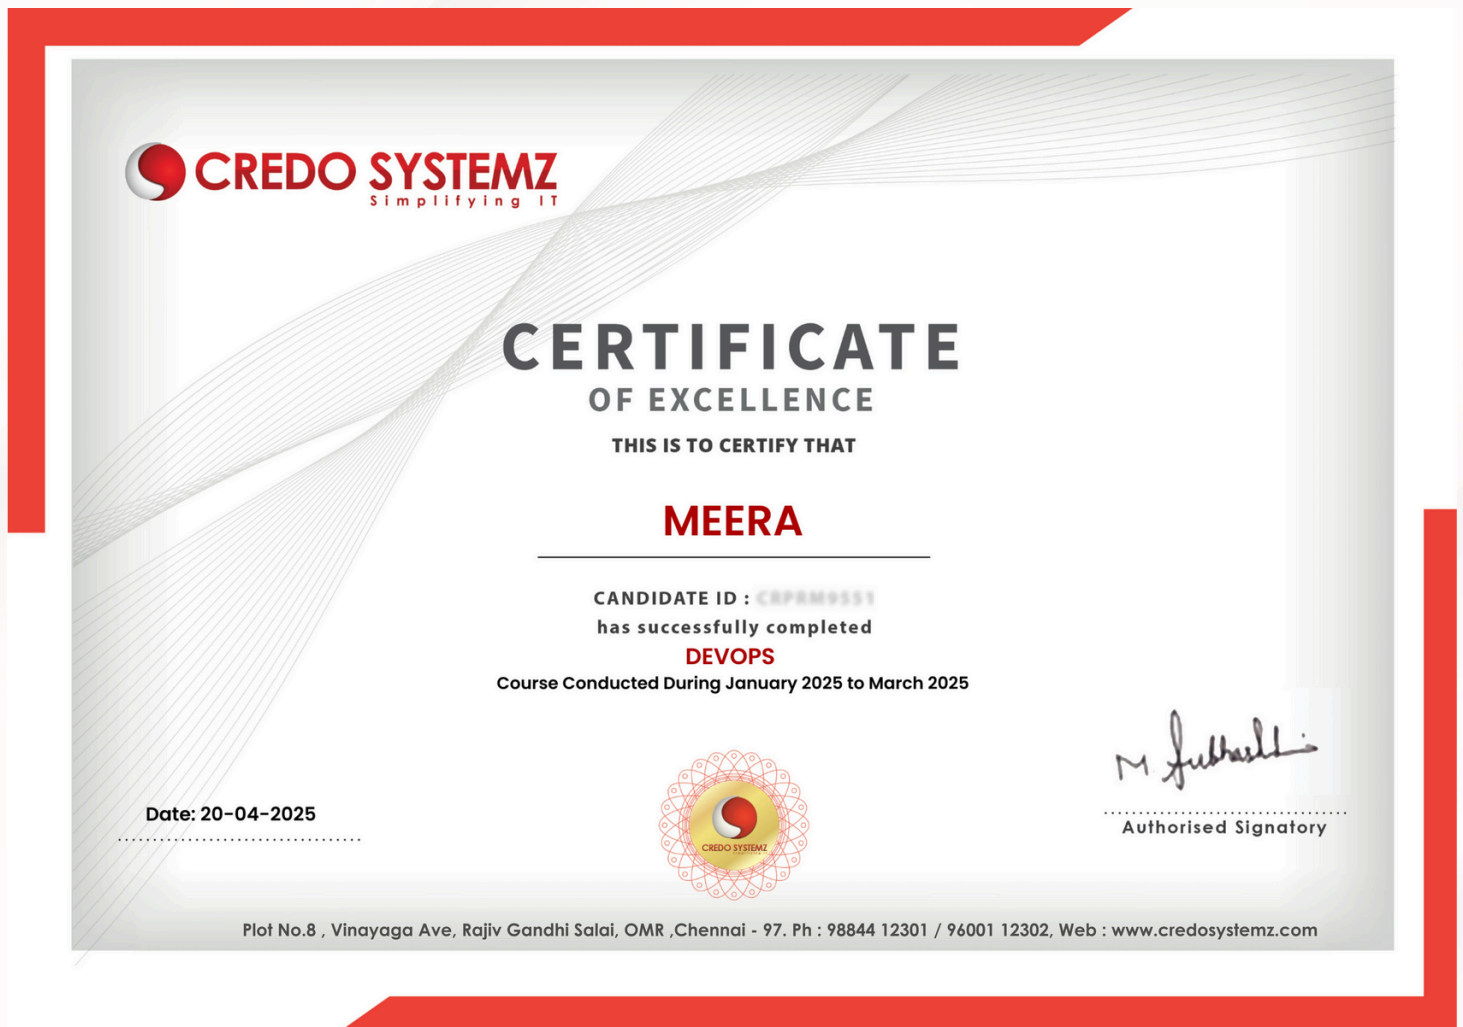 CREDO SYSTEMZ
Simplifying IT
CERTIFICATE
OF EXCELLENCE
THIS IS TO CERTIFY THAT
MEERA
CANDIDATE ID :
has successfully completed
DEVOPS
Course Conducted During January 2025 to March 2025
Date: 20-04-2025
CREDO SYSTEMZ
Authorised Signatory
Plot No.8 , Vinayaga Ave, Rajiv Gandhi Salai, OMR ,Chennai - 97. Ph : 98844 12301 / 96001 12302, Web : www.credosystemz.com